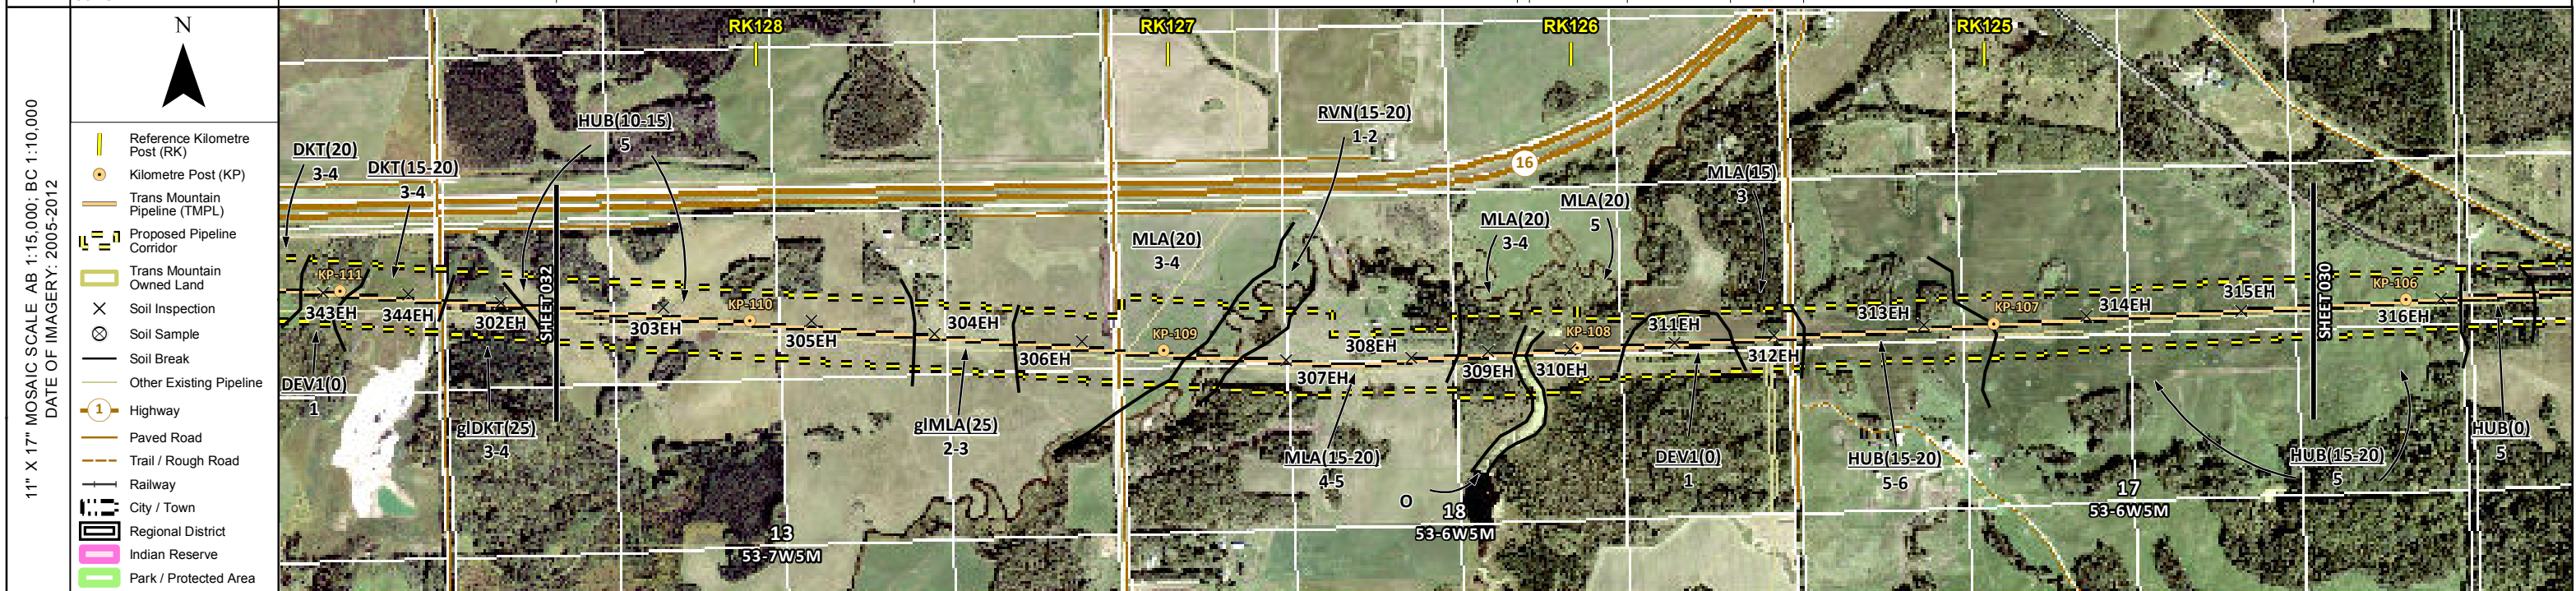 11" X 17" MOSAIC SCALE AB 1:15,000; BC 1:10,000
DATE OF IMAGERY: 2005-2012
N
Reference Kilometre
Post (RK)
Kilometre Post (KP)
Trans Mountain
Pipeline (TMPL)
Proposed Pipeline
Corridor
Trans Mountain
Owned Land
Soil Inspection
Soil Sample
Soil Break
Other Existing Pipeline
1 Highway
Paved Road
Trail / Rough Road
Railway
City / Town
Regional District
Indian Reserve
Park / Protected Area
RK128
RK127
RK126
RK125
HUB(10-15)
5
RVN(15-20)
1-2
16
DKT(20)
3-4
DKT(15-20)
3-4
MLA(15)
3
MLA(20)
5
MLA(20)
3-4
MLA(20)
3-4
KP-111
343EH
344EH
302EH
SHEET 032
303EH
KP-110
305EH
304EH
306EH
KP-109
307EH
308EH
309EH
KP-108
310EH
311EH
312EH
313EH
KP-107
314EH
315EH
SHEET 030
KP-106
316EH
DEV1(0)
1
glDKT(25)
3-4
glMLA(25)
2-3
MLA(15-20)
4-5
O
DEV1(0)
1
HUB(15-20)
5-6
HUB(15-20)
5
HUB(0)
5
13
53-7W5M
18
53-6W5M
17
53-6W5M